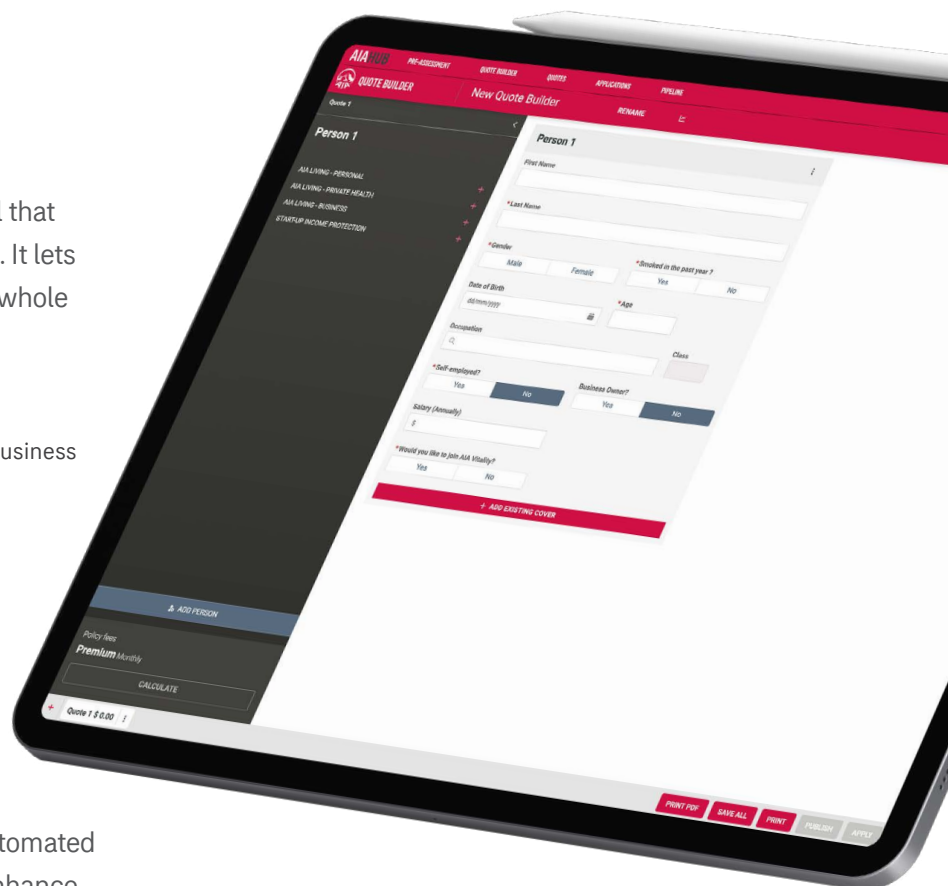 l that
. It lets
whole
usiness
utomated
nhance
AIA HUB
PRE-ASSESSMENT
QUOTE BUILDER
QUOTES
APPLICATIONS
PIPELINE
AIA
QUOTE BUILDER
New Quote Builder
RENAME
Quote 1
Person 1
AIA LIVING - PERSONAL
AIA LIVING - PRIVATE HEALTH
AIA LIVING - BUSINESS
START-UP INCOME PROTECTION
ADD PERSON
Policy fees
Premium Monthly
CALCULATE
Person 1
First Name
*Last Name
*Gender
Male Female
*Smoked in the past year ?
Yes No
Date of Birth
dd/mm/yyyy
*Age
Occupation
Class
*Self-employed?
Yes No
Business Owner?
Yes No
Salary (Annually)
$
*Would you like to join AIA Vitality?
Yes No
+ ADD EXISTING COVER
+ Quote 1 $ 0.00
PRINT PDF
SAVE ALL
PRINT
PUBLISH
APPLY